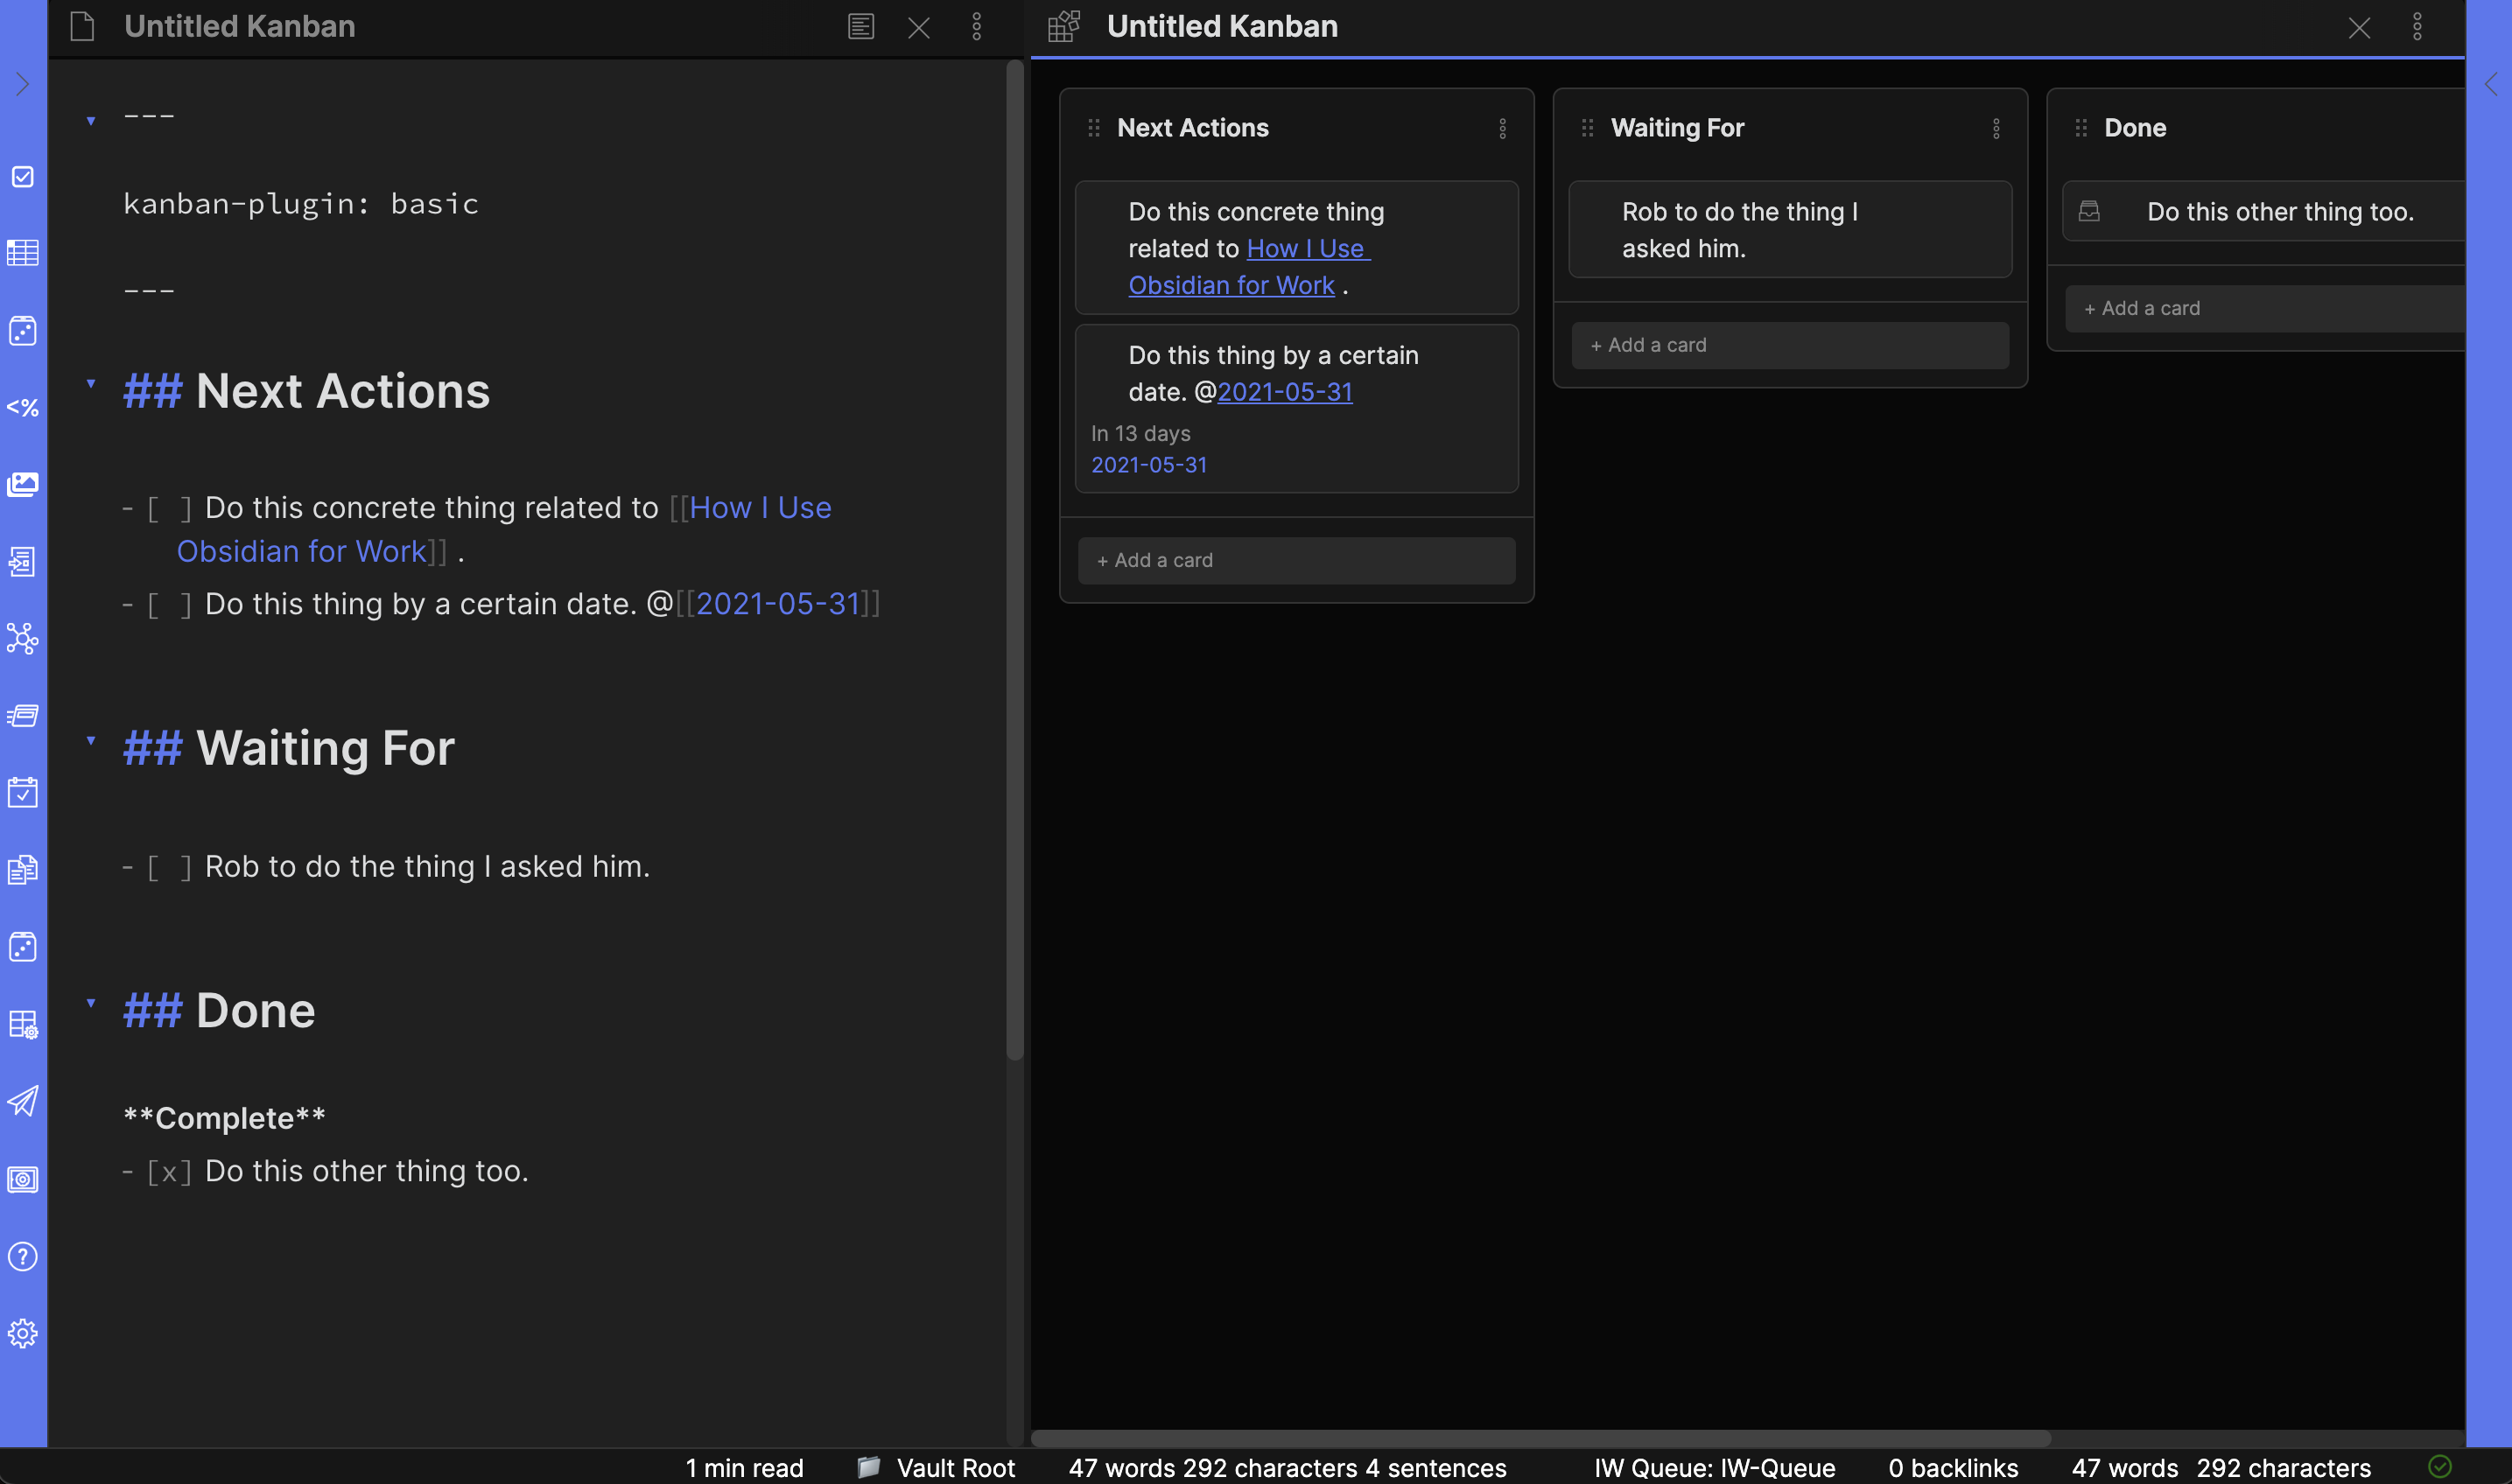 Untitled Kanban
---
kanban-plugin: basic
---
## Next Actions
- [ ] Do this concrete thing related to [[How I Use
Obsidian for Work]] .
- [ ] Do this thing by a certain date. @[[2021-05-31]]
## Waiting For
- [ ] Rob to do the thing I asked him.
## Done
**Complete**
- [x] Do this other thing too.
Untitled Kanban
Next Actions
Do this concrete thing
related to How I Use
Obsidian for Work .
Do this thing by a certain
date. @2021-05-31
In 13 days
2021-05-31
+ Add a card
Waiting For
Rob to do the thing I
asked him.
+ Add a card
Done
Do this other thing too.
+ Add a card
<%
1 min read Vault Root 47 words 292 characters 4 sentences IW Queue: IW-Queue 0 backlinks 47 words 292 characters